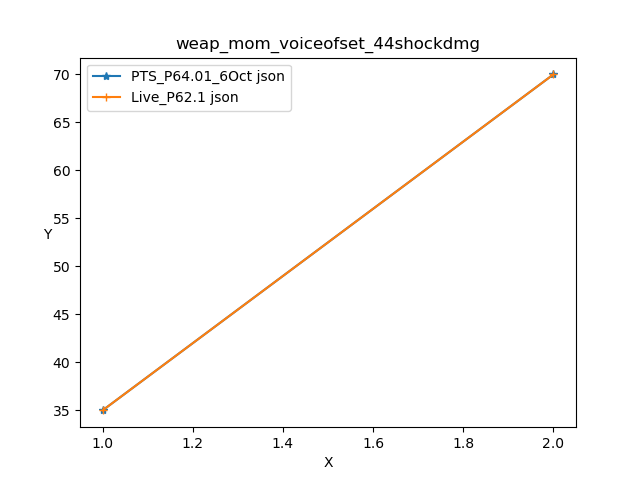 weap_mom_voiceofset_44shockdmg
PTS_P64.01_6Oct json
Live_P62.1 json
70
65
60
55
50
45
40
35
Y
1.0 1.2 1.4 1.6 1.8 2.0
X